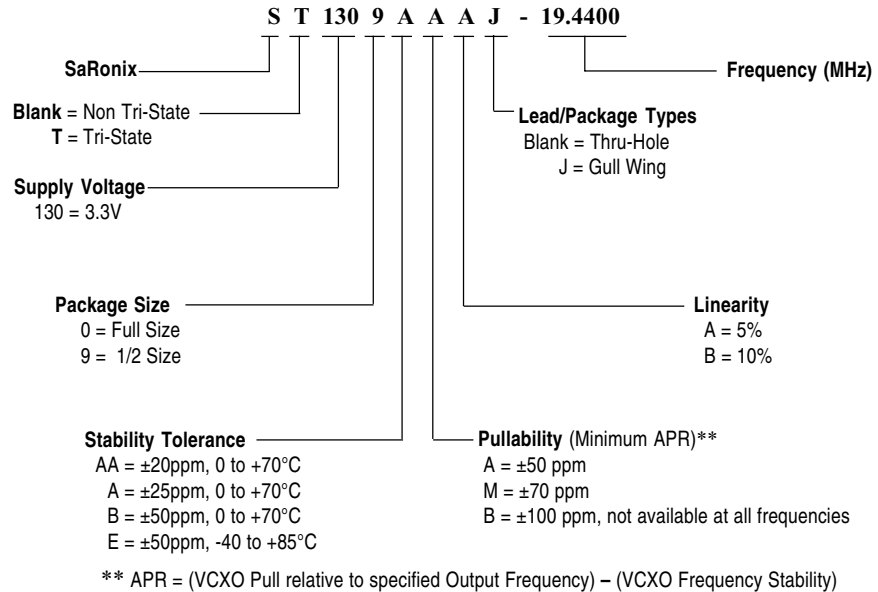 S T 130 9 A A A J - 19.4400
SaRonix
Frequency (MHz)
Blank = Non Tri-State
T = Tri-State
Lead/Package Types
Blank = Thru-Hole
J = Gull Wing
Supply Voltage
130 = 3.3V
Package Size
0 = Full Size
9 = 1/2 Size
Linearity
A = 5%
B = 10%
Stability Tolerance
AA = ±20ppm, 0 to +70°C
A = ±25ppm, 0 to +70°C
B = ±50ppm, 0 to +70°C
E = ±50ppm, -40 to +85°C
Pullability (Minimum APR)**
A = ±50 ppm
M = ±70 ppm
B = ±100 ppm, not available at all frequencies
** APR = (VCXO Pull relative to specified Output Frequency) – (VCXO Frequency Stability)